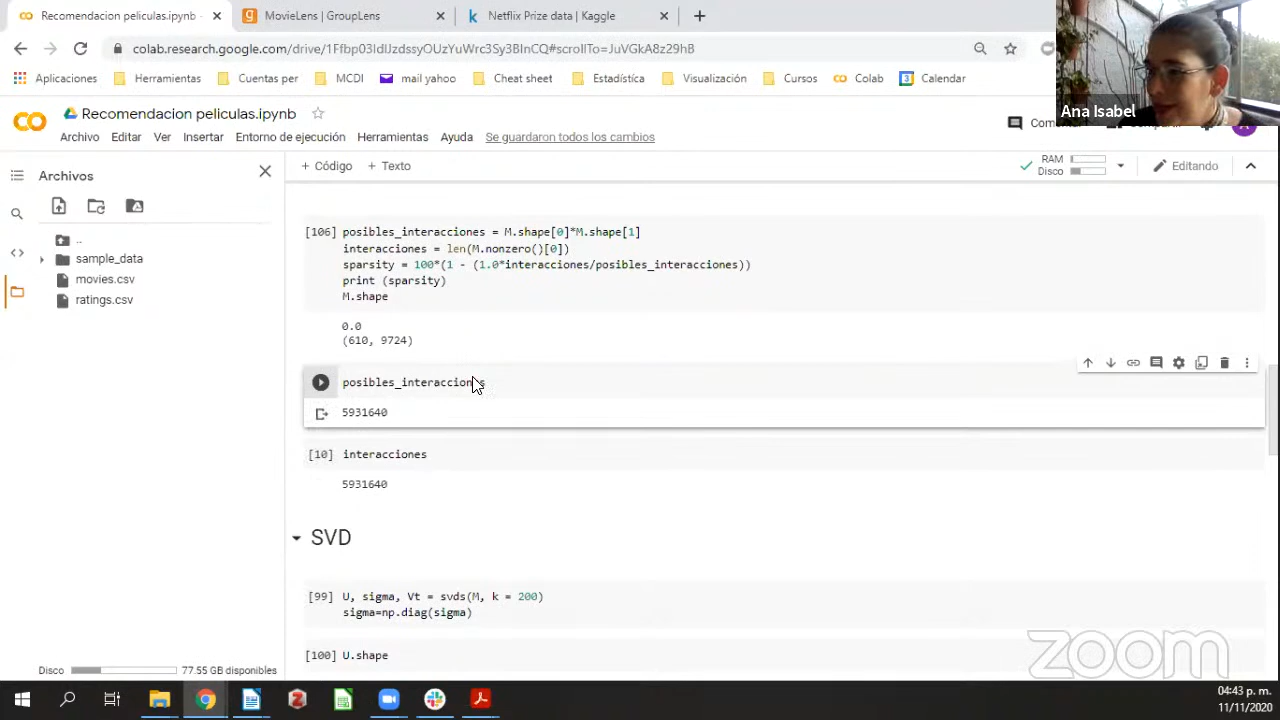 Recomendacion peliculas.ipynb -
MovieLens | GroupLens
Netflix Prize data | Kaggle
colab.research.google.com/drive/1Ffbp03IdlJzdssyOUzYuWrc3Sy3BInCQ#scrollTo=JuVGkA8z29hB
Aplicaciones
Herramientas
Cuentas per
MCDI
mail yahoo
Cheat sheet
Estadística
Visualización
Cursos
Colab
Calendar
Ana Isabel
Recomendacion peliculas.ipynb
Archivo Editar Ver Insertar Entorno de ejecución Herramientas Ayuda Se guardaron todos los cambios
Archivos
+ Código + Texto
RAM
Disco
Editando
..
sample_data
movies.csv
ratings.csv
[106] posibles_interacciones = M.shape[0]*M.shape[1]
interacciones = len(M.nonzero()[0])
sparsity = 100*(1 - (1.0*interacciones/posibles_interacciones))
print (sparsity)
M.shape
0.0
(610, 9724)
posibles_interacciones
5931640
[10] interacciones
5931640
SVD
[99] U, sigma, Vt = svds(M, k = 200)
sigma=np.diag(sigma)
[100] U.shape
Disco 77.55 GB disponibles
zoom
04:43 p. m.
11/11/2020